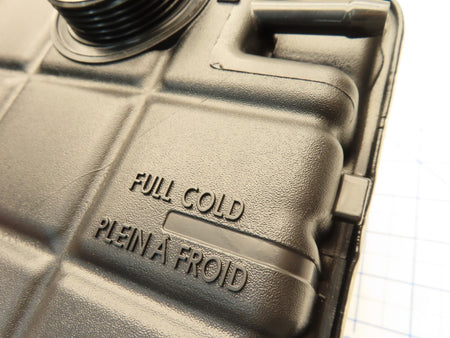 FULL COLD
PLEIN À FROID